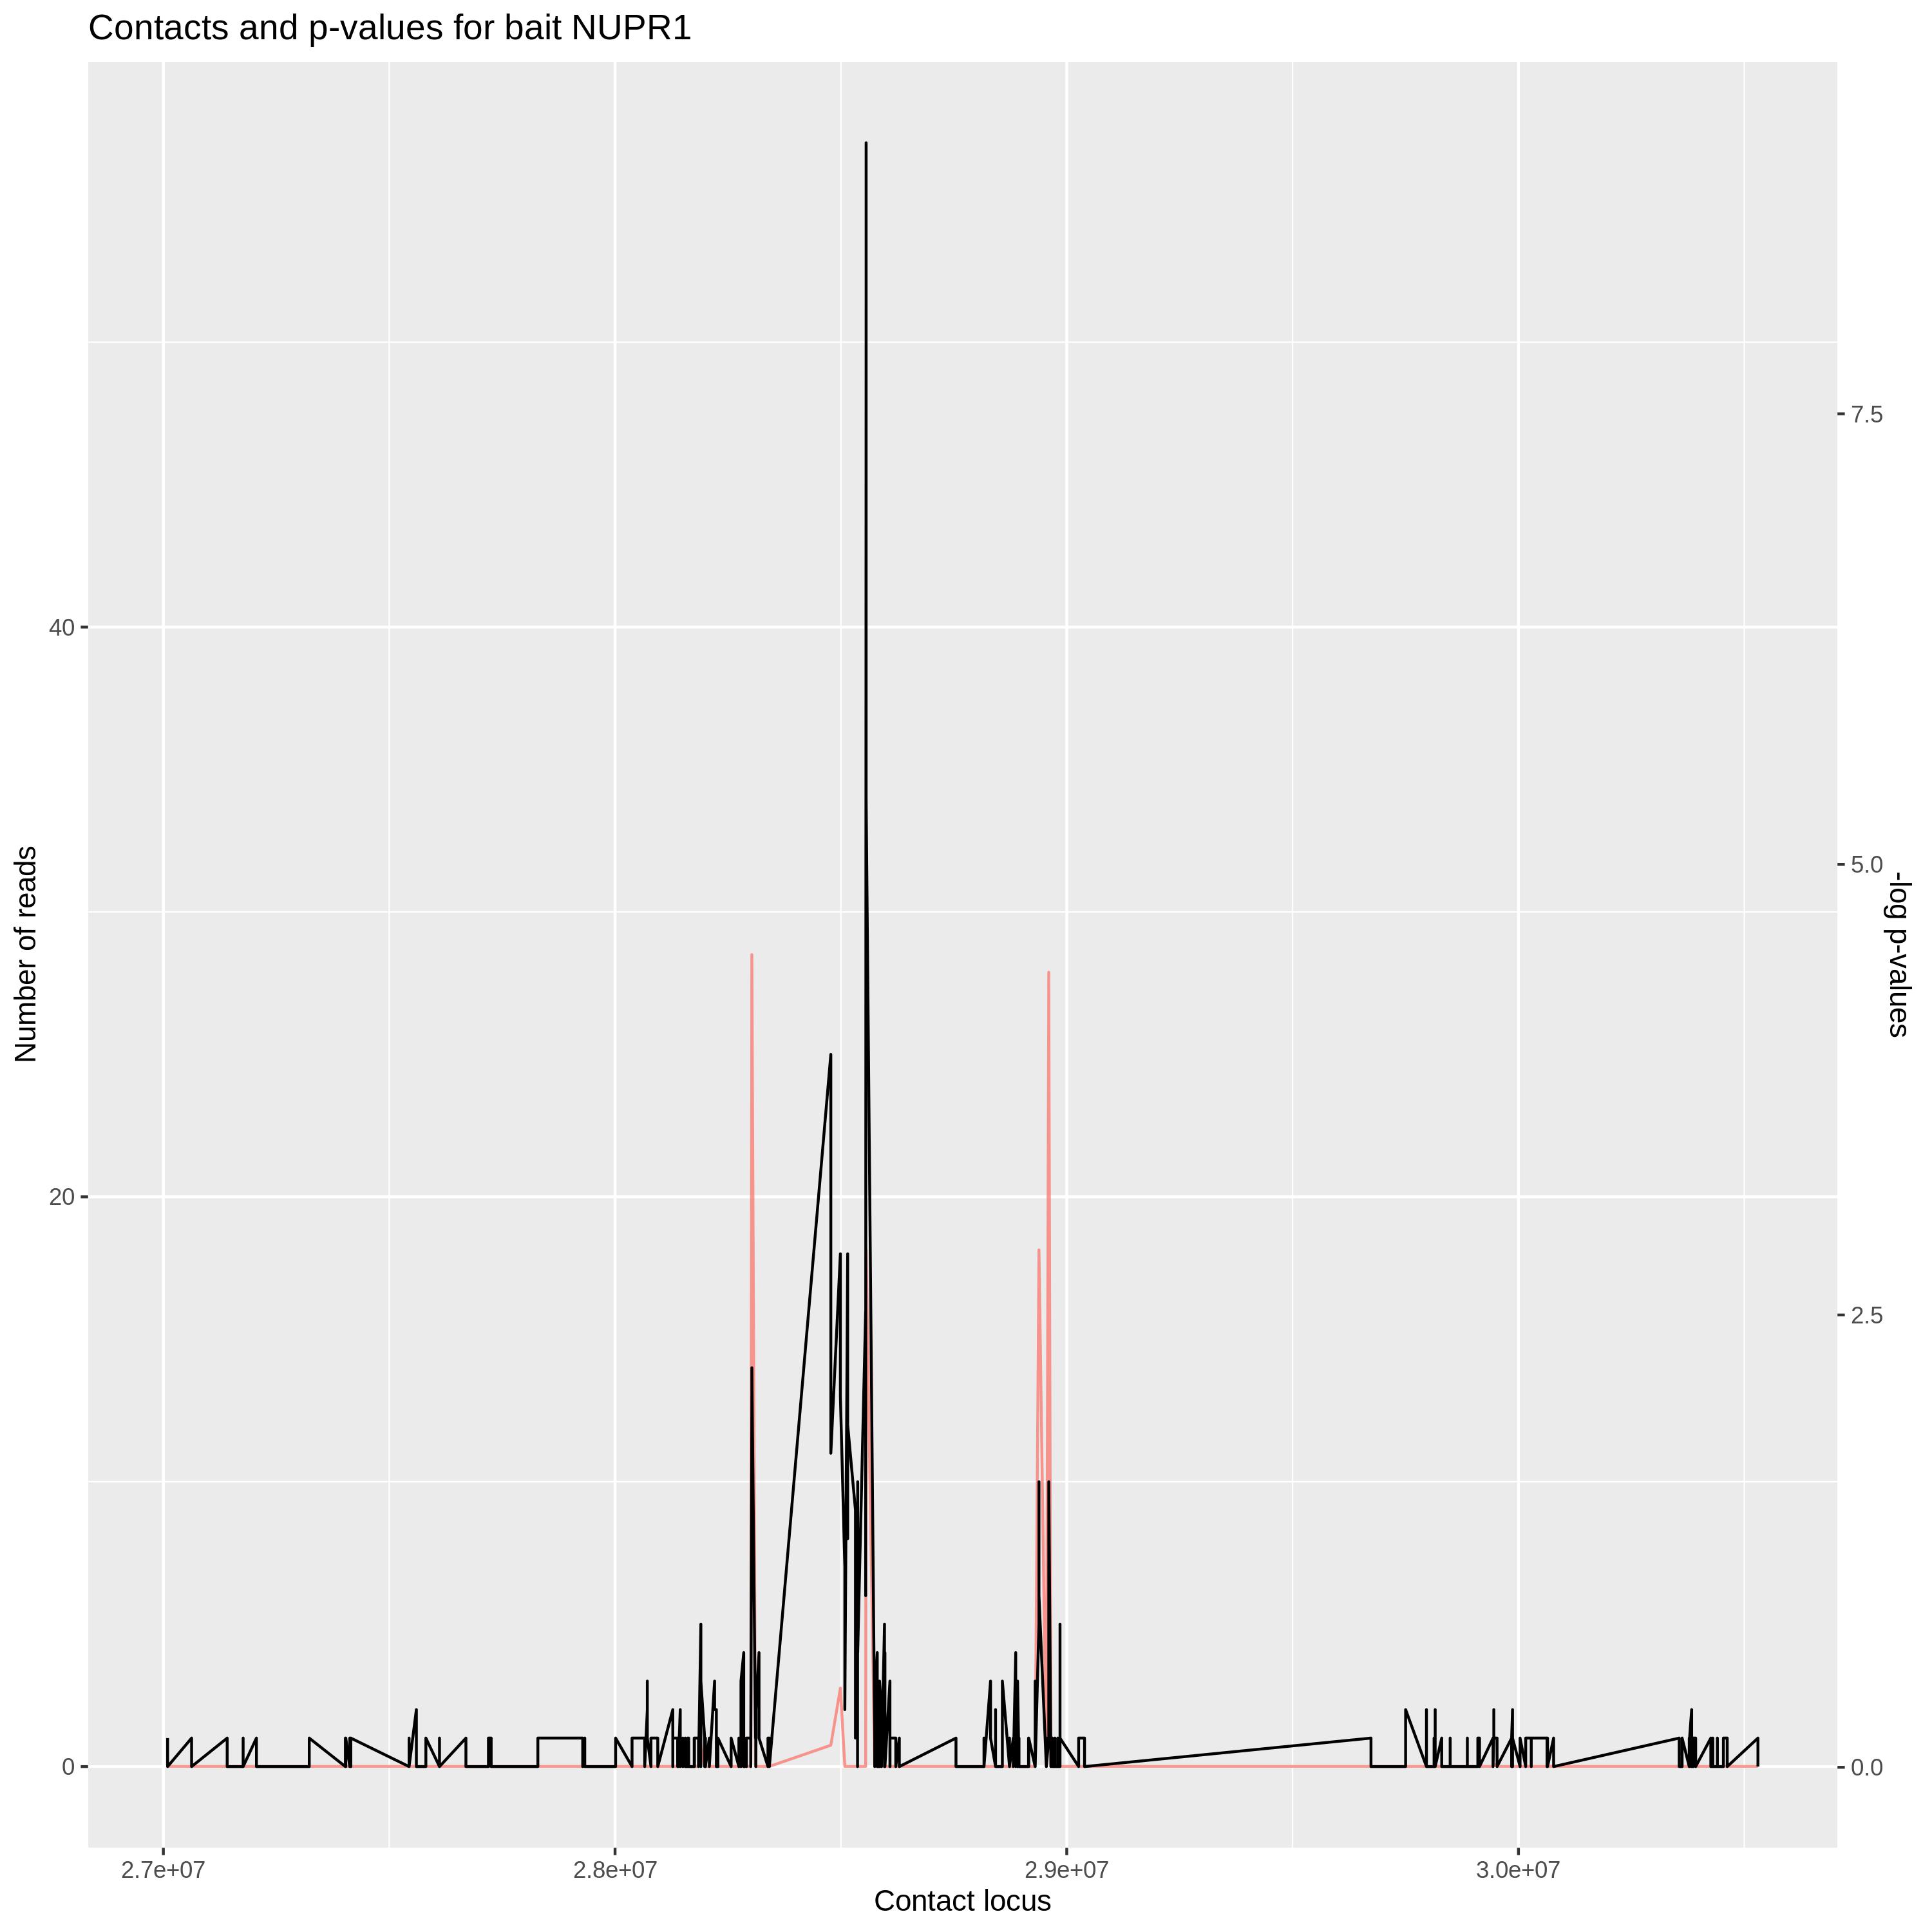 Contacts and p-values for bait NUPR1
Number of reads
40
20
0
7.5
5.0
2.5
0.0
-log p-values
2.7e+07
2.8e+07
2.9e+07
3.0e+07
Contact locus